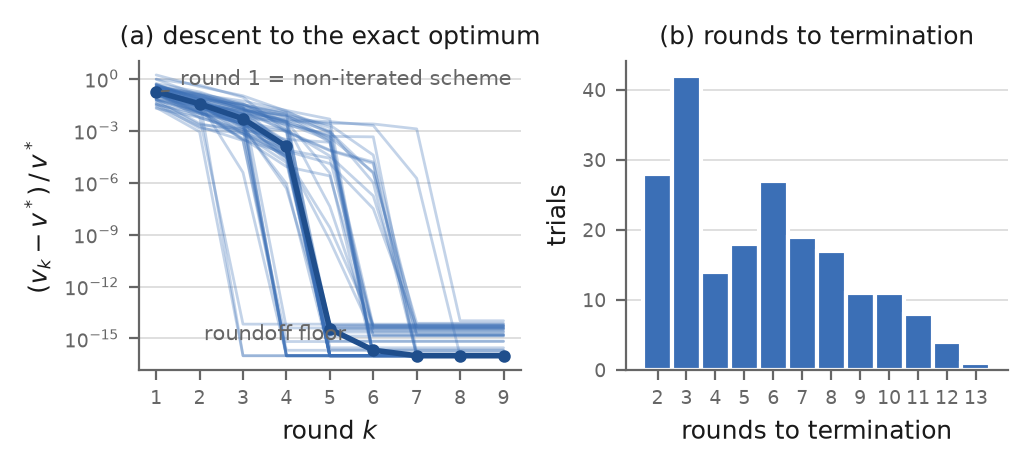 (a) descent to the exact optimum
(v_k − v*) / v*
10⁰
10⁻³
10⁻⁶
10⁻⁹
10⁻¹²
10⁻¹⁵
round 1 = non-iterated scheme
roundoff floor
1 2 3 4 5 6 7 8 9
round k
(b) rounds to termination
trials
40
30
20
10
0
2 3 4 5 6 7 8 9 10 11 12 13
rounds to termination